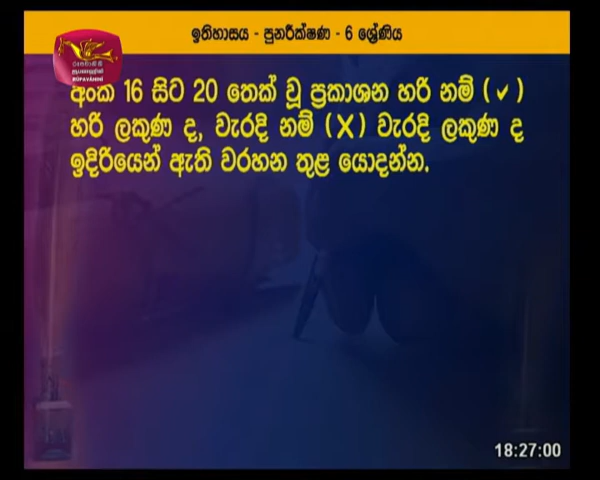 ඉතිහාසය - පුනරීක්ෂණ - 6 ශ්‍රේණිය
අංක 16 සිට 20 තෙක් වූ ප්‍රකාශන හරි නම් (✓)
හරි ලකුණ ද, වැරදි නම් (X) වැරදි ලකුණ ද
ඉදිරියෙන් ඇති වරහන තුළ යොදන්න.
18:27:00